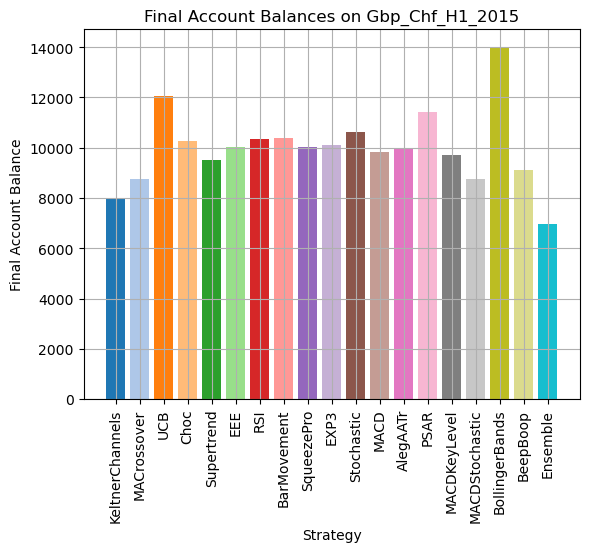 Final Account Balances on Gbp_Chf_H1_2015
Final Account Balance
14000
12000
10000
8000
6000
4000
2000
0
KeltnerChannels
MACrossover
UCB
Choc
Supertrend
EEE
RSI
BarMovement
SqueezePro
EXP3
Stochastic
MACD
AlegAATr
PSAR
MACDKeyLevel
MACDStochastic
BollingerBands
BeepBoop
Ensemble
Strategy